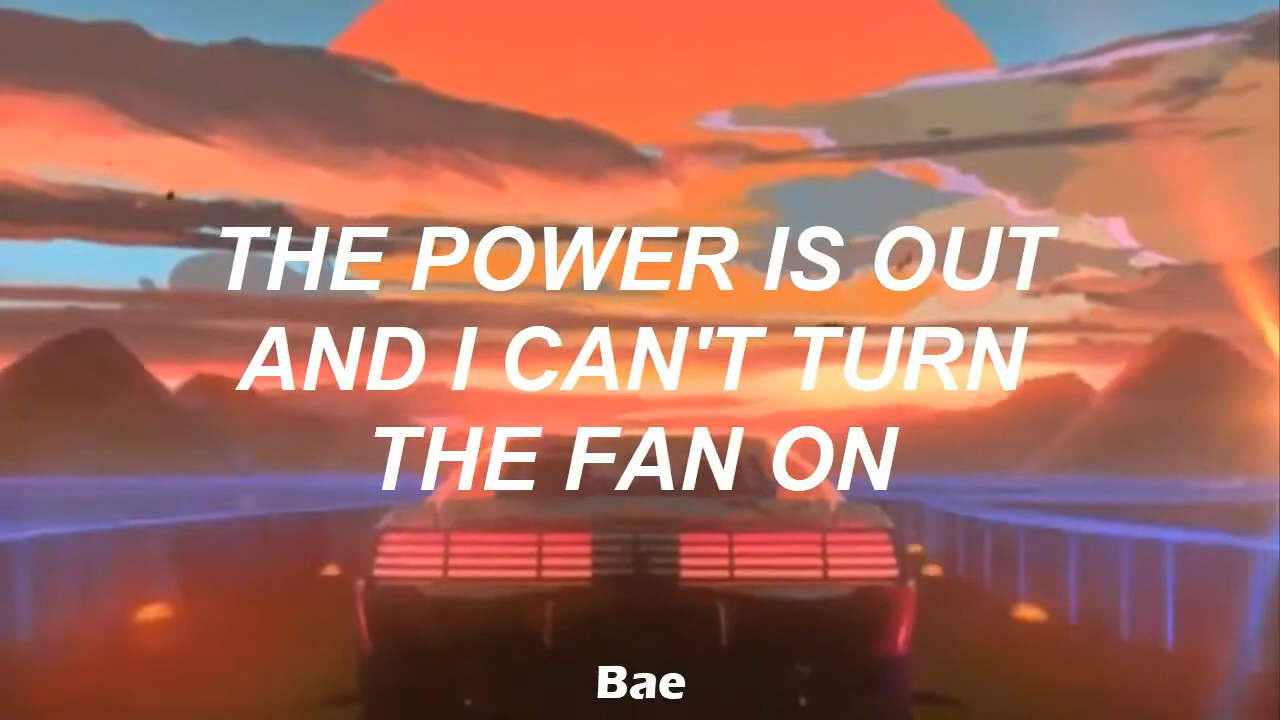 THE POWER IS OUT
AND I CAN'T TURN
THE FAN ON
Bae